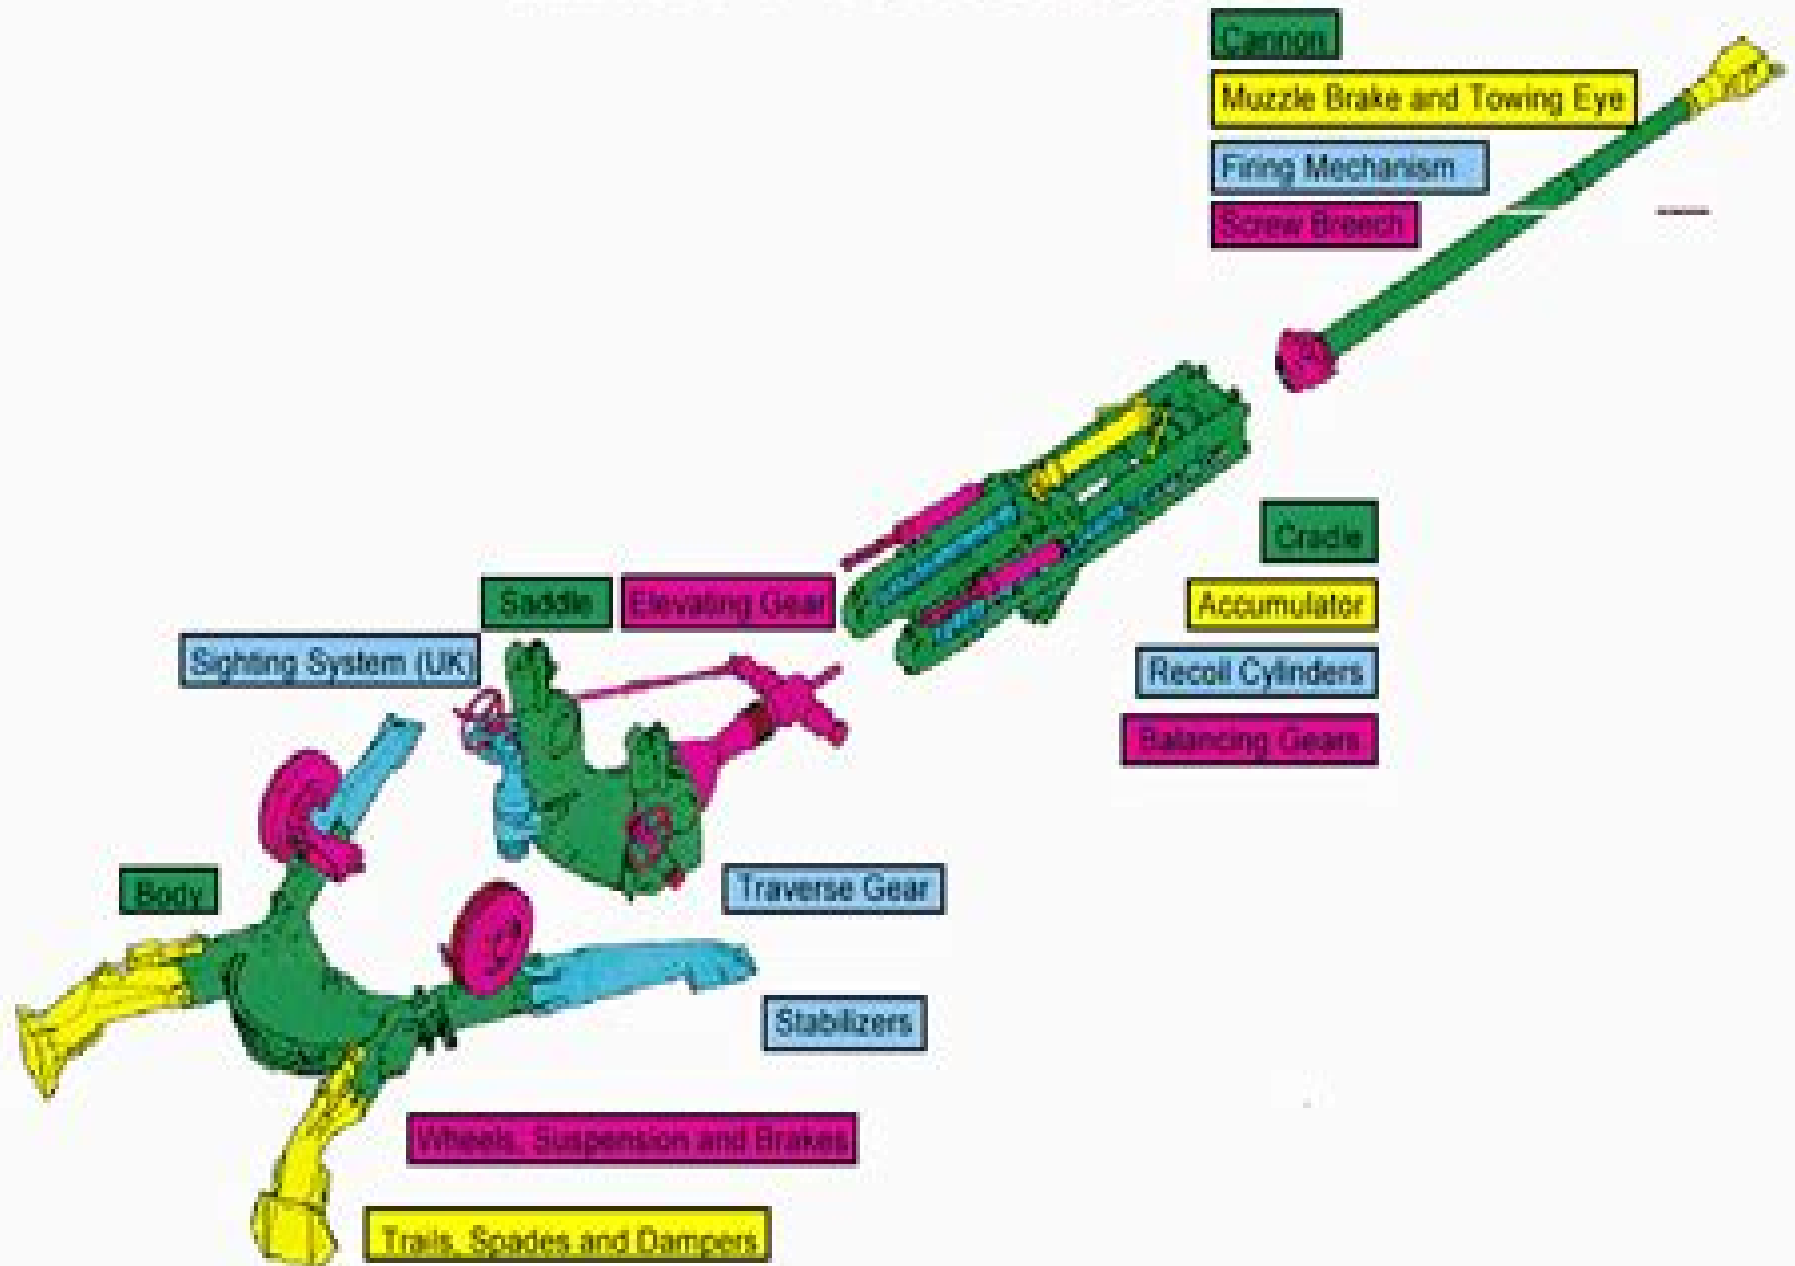 Cannon
Muzzle Brake and Towing Eye
Firing Mechanism
Screw Breech
Cradle
Saddle
Elevating Gear
Accumulator
Sighting System (UK)
Recoil Cylinders
Balancing Gears
Body
Traverse Gear
Stabilizers
Wheels, Suspension and Brakes
Trails, Spades and Dampers